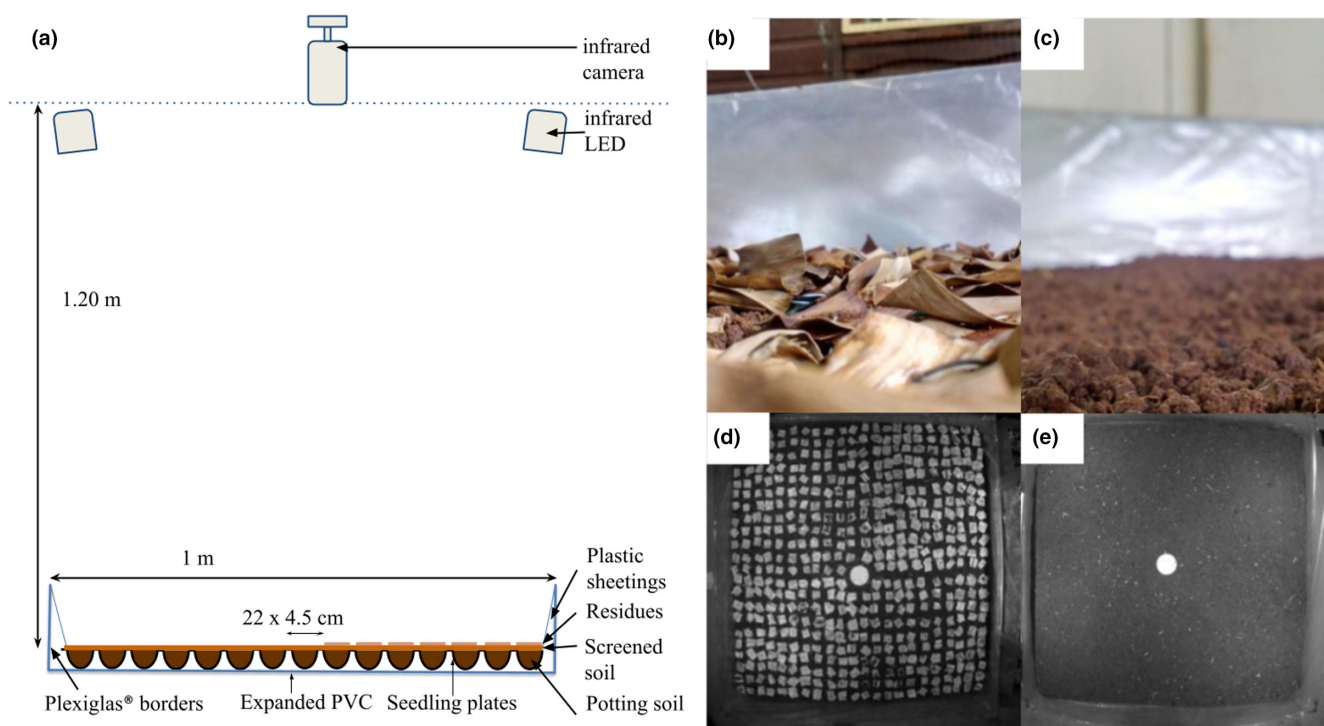 (a)
infrared
camera
infrared
LED
1.20 m
1 m
22 x 4.5 cm
Plastic
sheetings
Residues
Screened
soil
Potting soil
Plexiglas® borders
Expanded PVC
Seedling plates
(b)
(c)
(d)
(e)